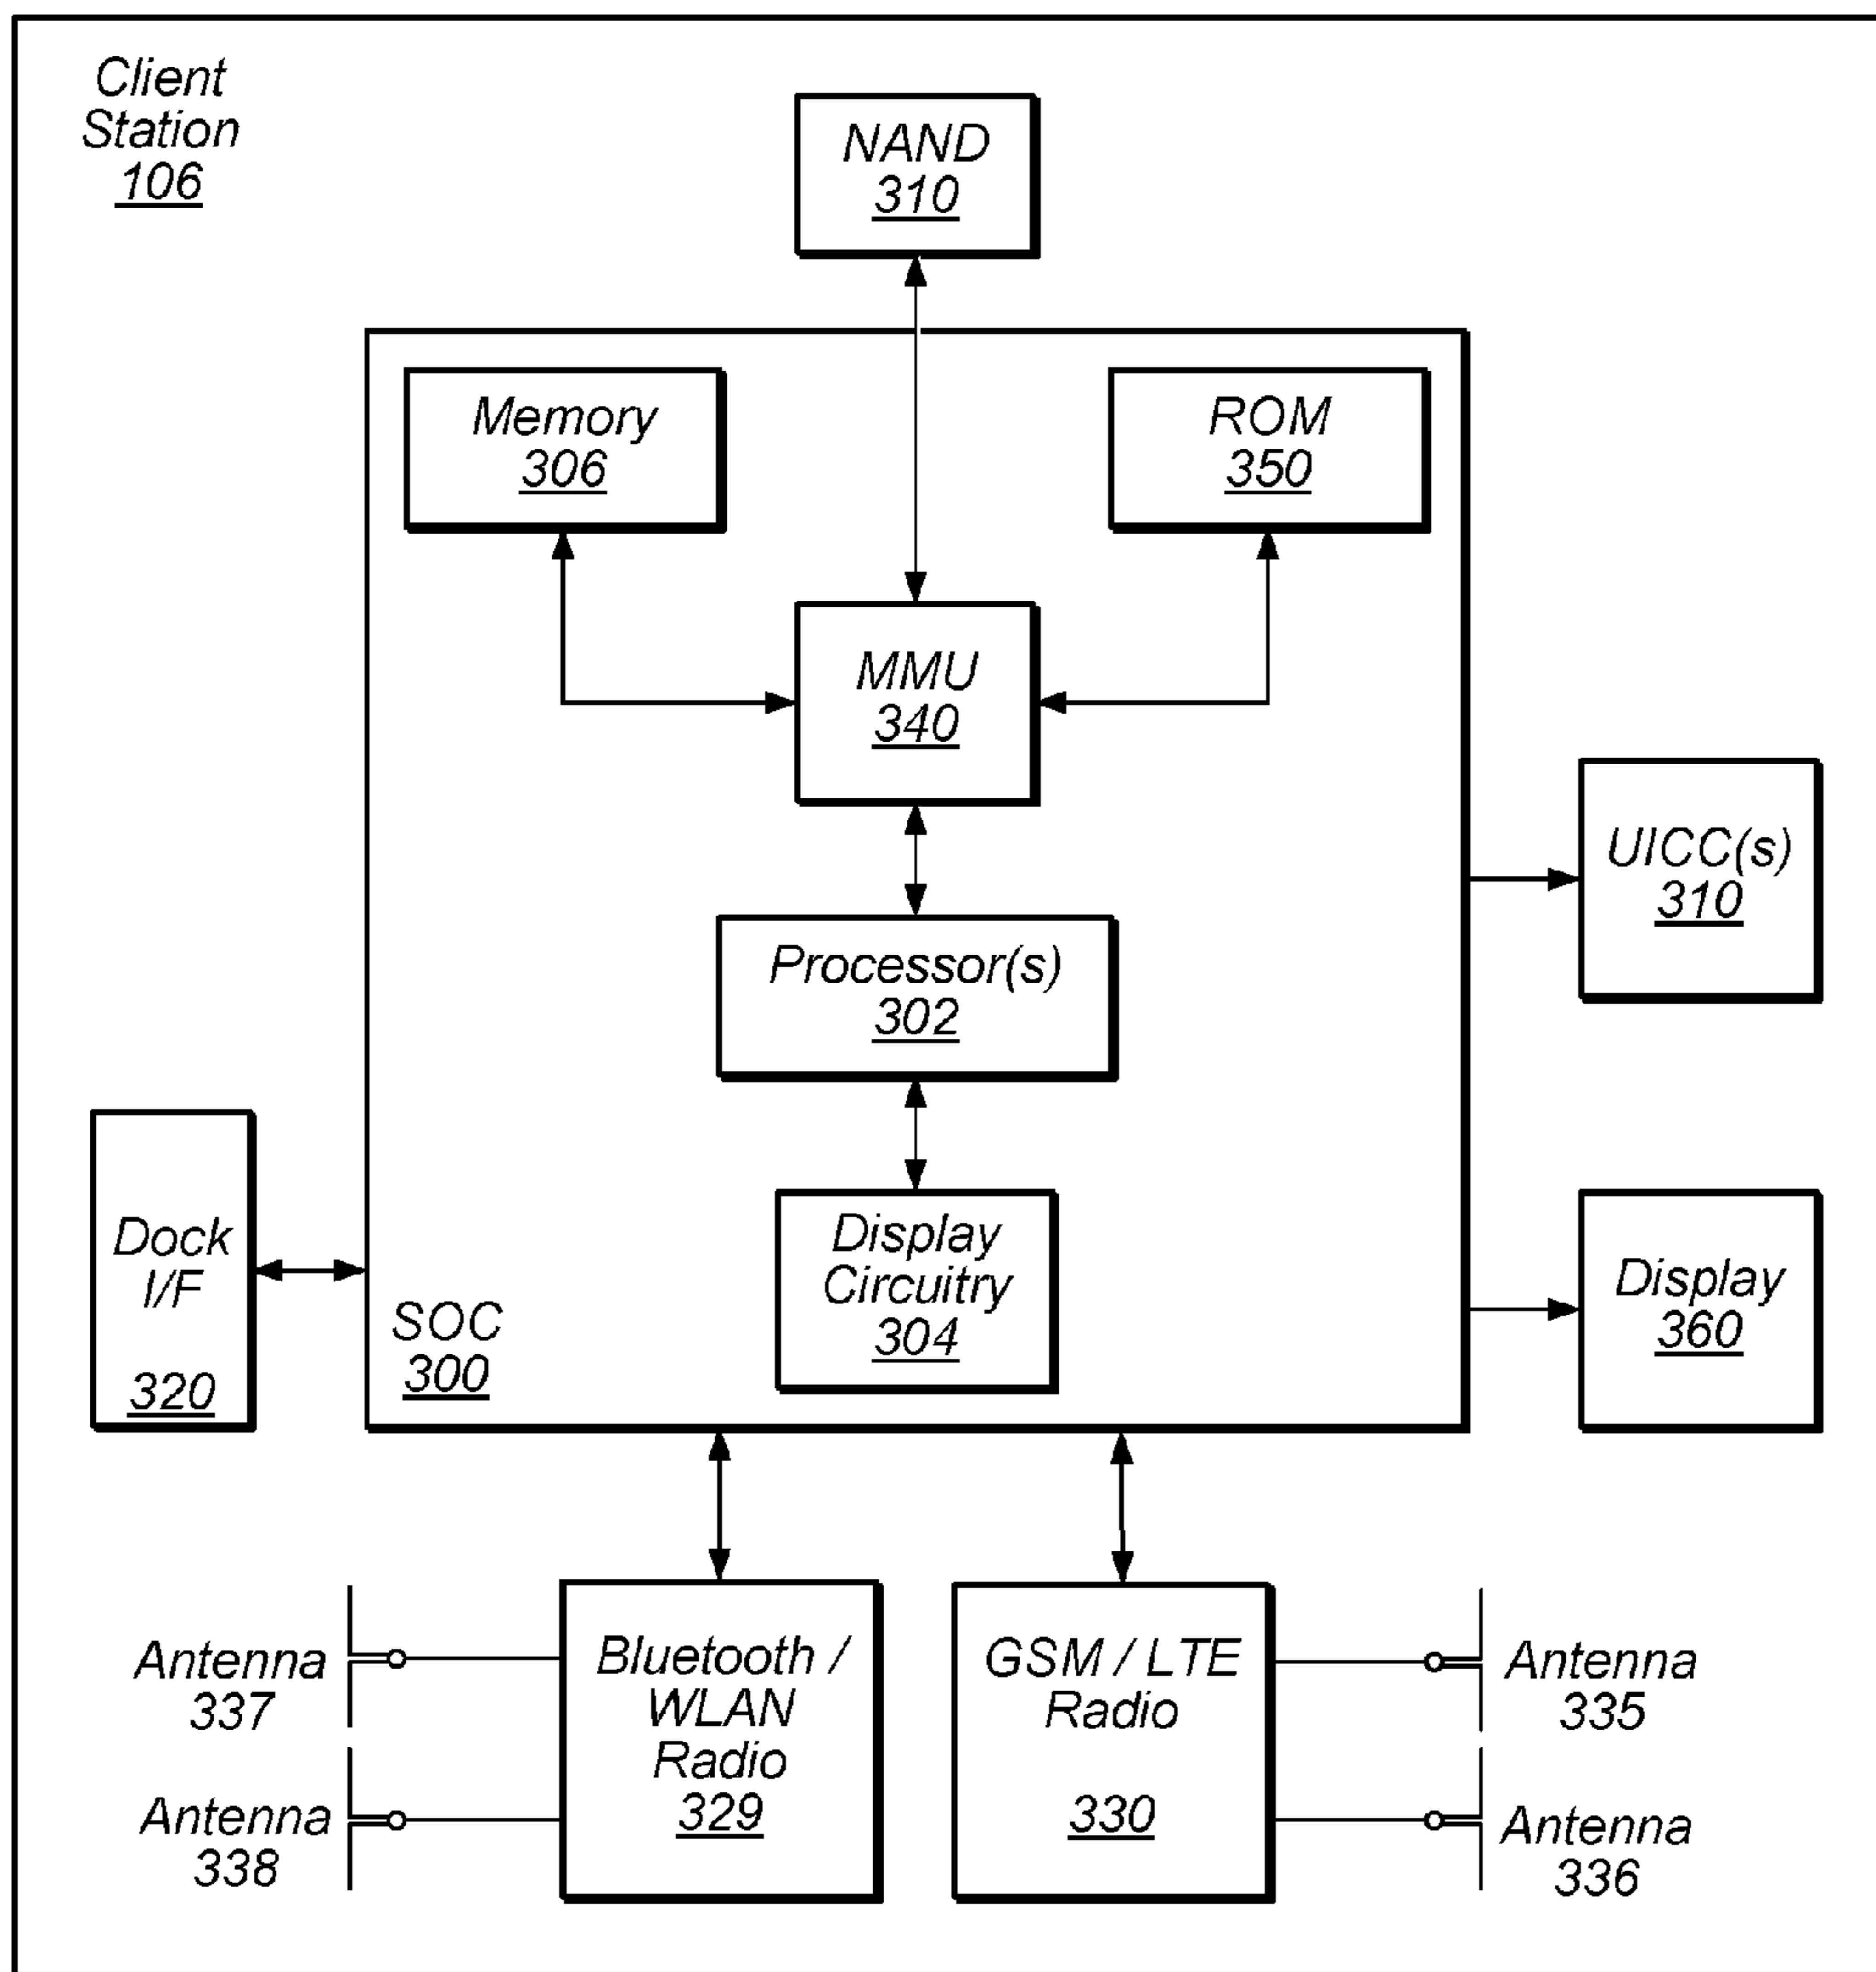 Client
Station
106
NAND
310
Memory
306
ROM
350
MMU
340
UICC(s)
310
Processor(s)
302
Dock
I/F
320
Display
Circuitry
304
SOC
300
Display
360
Antenna
337
Bluetooth /
WLAN
Radio
329
GSM / LTE
Radio
330
Antenna
335
Antenna
338
Antenna
336